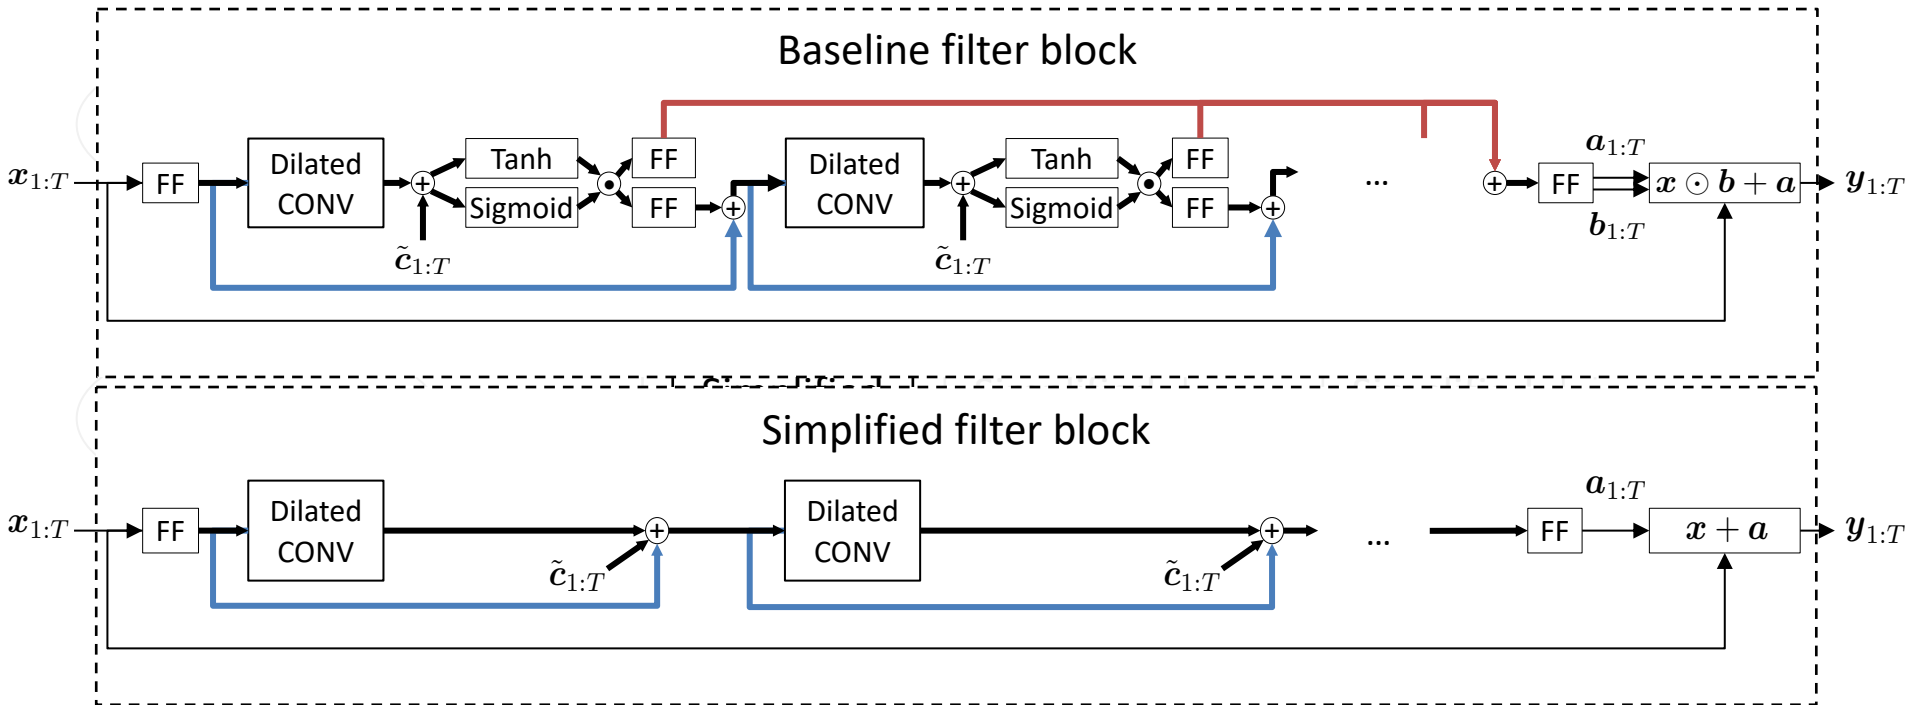 Baseline filter block
x1:T FF Dilated CONV + Tanh Sigmoid FF FF + Dilated CONV + Tanh Sigmoid FF FF + ... + FF a1:T b1:T x ⊙ b + a y1:T
c̃1:T c̃1:T
Simplified
Simplified filter block
x1:T FF Dilated CONV + Dilated CONV + ... FF a1:T x + a y1:T
c̃1:T c̃1:T